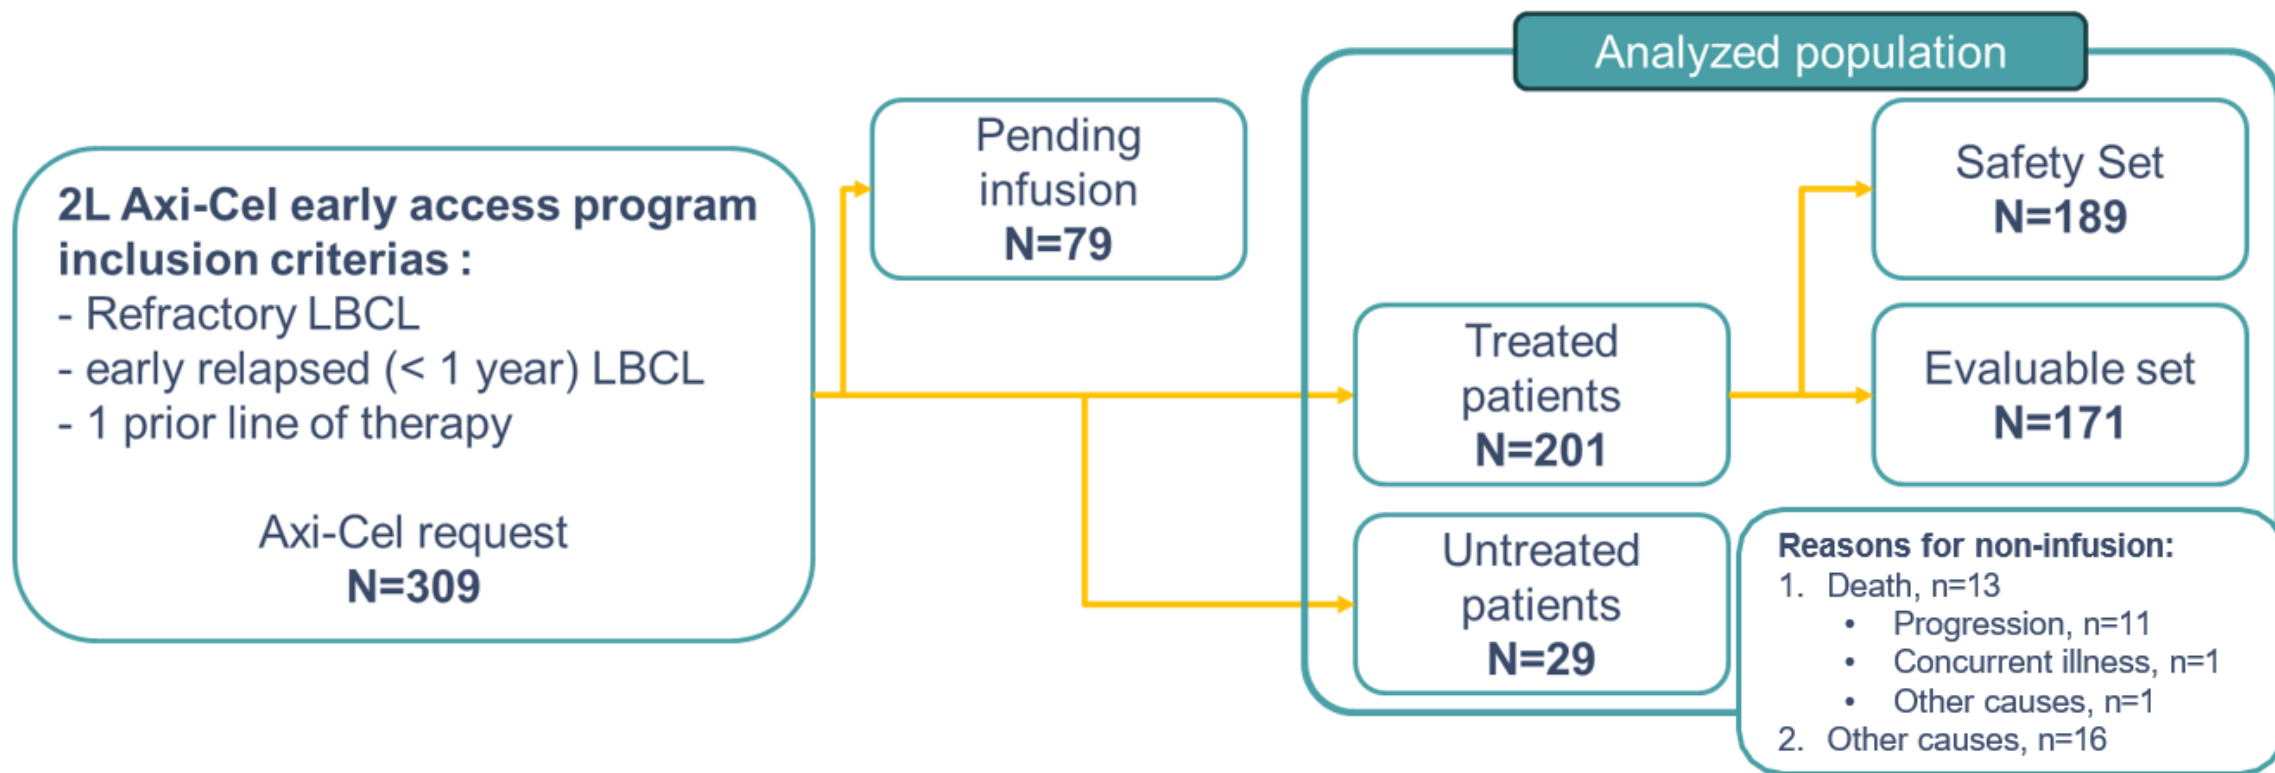 Analyzed population
2L Axi-Cel early access program
inclusion criterias :
- Refractory LBCL
- early relapsed (< 1 year) LBCL
- 1 prior line of therapy
Axi-Cel request
N=309
Pending
infusion
N=79
Treated
patients
N=201
Untreated
patients
N=29
Safety Set
N=189
Evaluable set
N=171
Reasons for non-infusion:
1. Death, n=13
• Progression, n=11
• Concurrent illness, n=1
• Other causes, n=1
2. Other causes, n=16